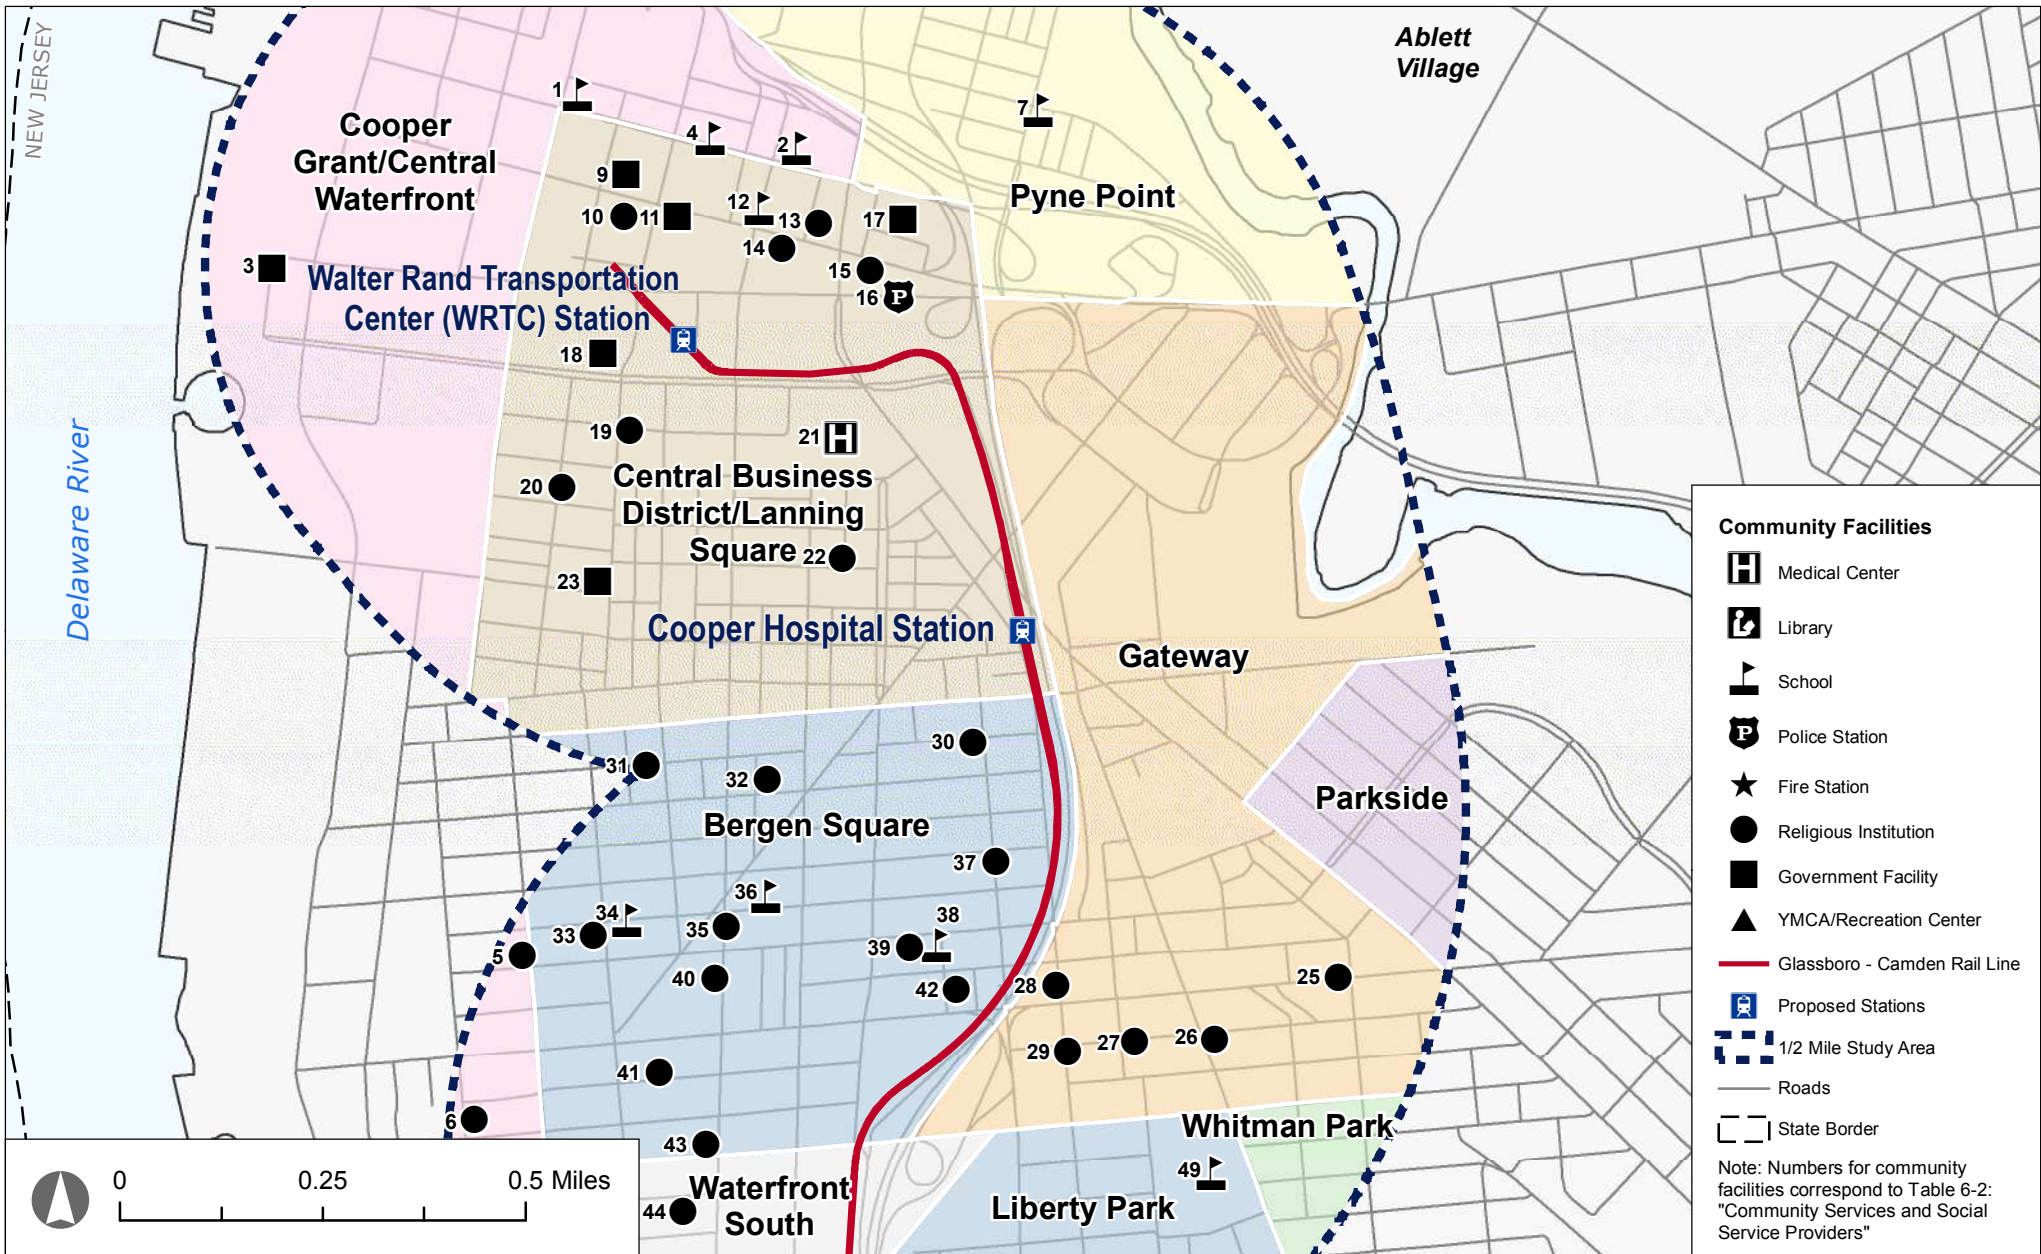 NEW JERSEY
Ablett
Village
1
4
2
7
Cooper
Grant/Central
Waterfront
9
Pyne Point
10
11
12
13
17
14
3
15
16
Walter Rand Transportation
Center (WRTC) Station
18
Delaware River
19
21
H
20
Central Business
District/Lanning
Square
22
23
Cooper Hospital Station
Gateway
30
31
32
Parkside
Bergen Square
37
36
34
38
33
35
39
5
40
42
28
25
29
27
26
41
6
Whitman Park
43
49
44
Waterfront
South
Liberty Park
0
0.25
0.5 Miles
Community Facilities
H
Medical Center
Library
School
P
Police Station
Fire Station
Religious Institution
Government Facility
YMCA/Recreation Center
Glassboro - Camden Rail Line
Proposed Stations
1/2 Mile Study Area
Roads
State Border
Note: Numbers for community
facilities correspond to Table 6-2:
"Community Services and Social
Service Providers"